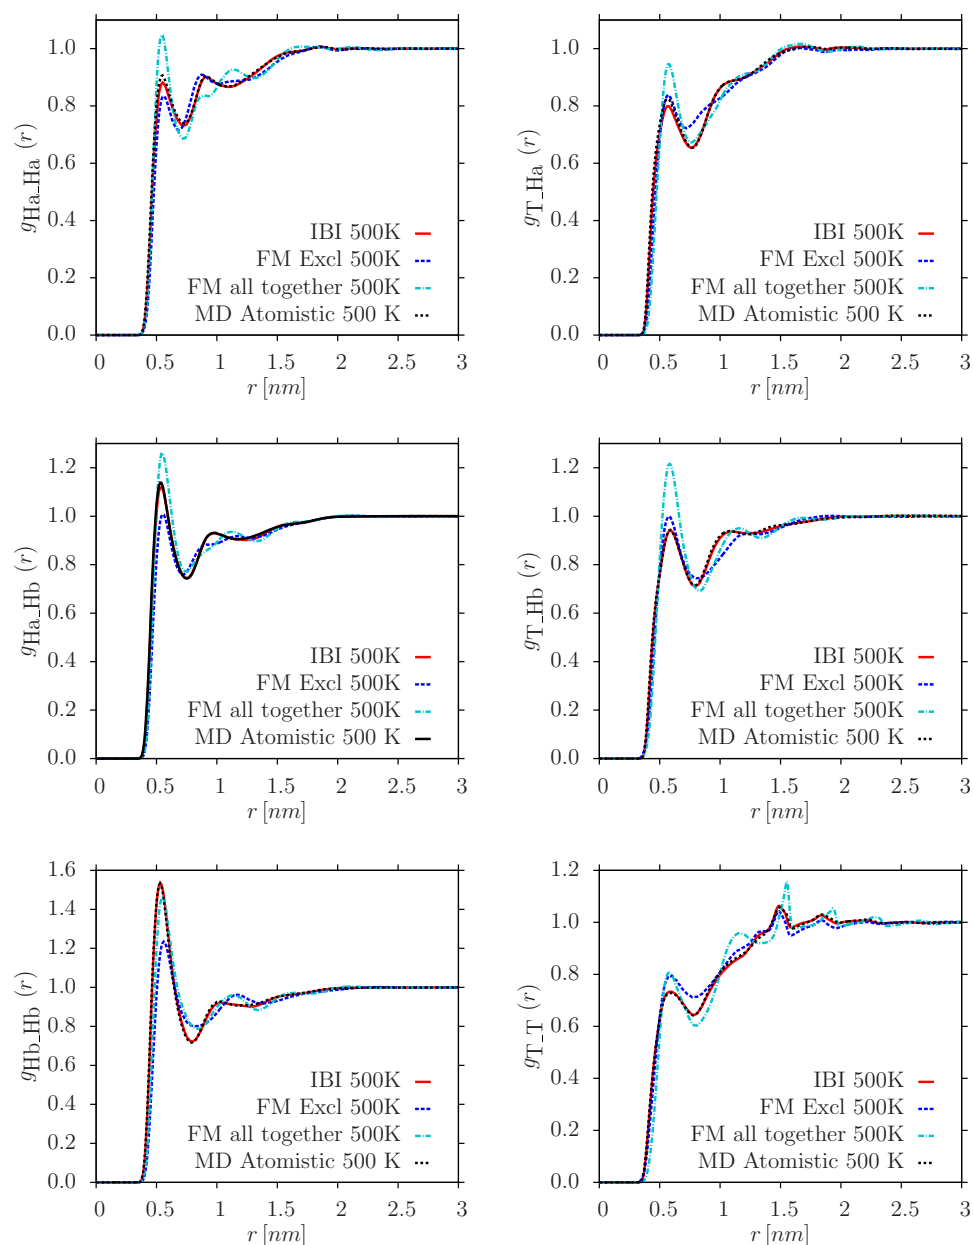 1.0
0.8
0.6
0.4
0.2
0.0
g Ha_Ha (r)
IBI 500K
FM Excl 500K
FM all together 500K
MD Atomistic 500 K
0 0.5 1 1.5 2 2.5 3
r [nm]
1.0
0.8
0.6
0.4
0.2
0.0
g T_Ha (r)
IBI 500K
FM Excl 500K
FM all together 500K
MD Atomistic 500 K
0 0.5 1 1.5 2 2.5 3
r [nm]
1.2
1.0
0.8
0.6
0.4
0.2
0.0
g Ha_Hb (r)
IBI 500K
FM Excl 500K
FM all together 500K
MD Atomistic 500 K
0 0.5 1 1.5 2 2.5 3
r [nm]
1.2
1.0
0.8
0.6
0.4
0.2
0.0
g T_Hb (r)
IBI 500K
FM Excl 500K
FM all together 500K
MD Atomistic 500 K
0 0.5 1 1.5 2 2.5 3
r [nm]
1.6
1.4
1.2
1.0
0.8
0.6
0.4
0.2
0.0
g Hb_Hb (r)
IBI 500K
FM Excl 500K
FM all together 500K
MD Atomistic 500 K
0 0.5 1 1.5 2 2.5 3
r [nm]
1.2
1.0
0.8
0.6
0.4
0.2
0.0
g T_T (r)
IBI 500K
FM Excl 500K
FM all together 500K
MD Atomistic 500 K
0 0.5 1 1.5 2 2.5 3
r [nm]